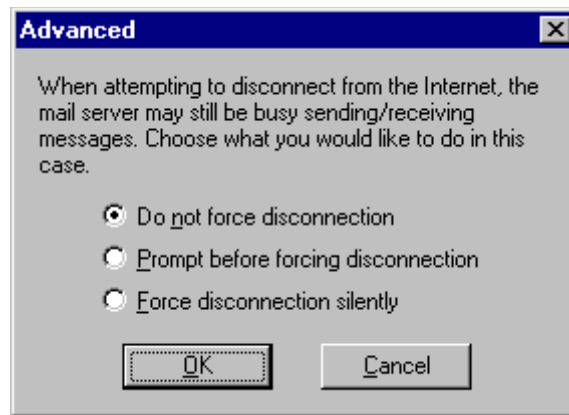 Advanced
When attempting to disconnect from the Internet, the
mail server may still be busy sending/receiving
messages. Choose what you would like to do in this
case.
Do not force disconnection
Prompt before forcing disconnection
Force disconnection silently
OK
Cancel